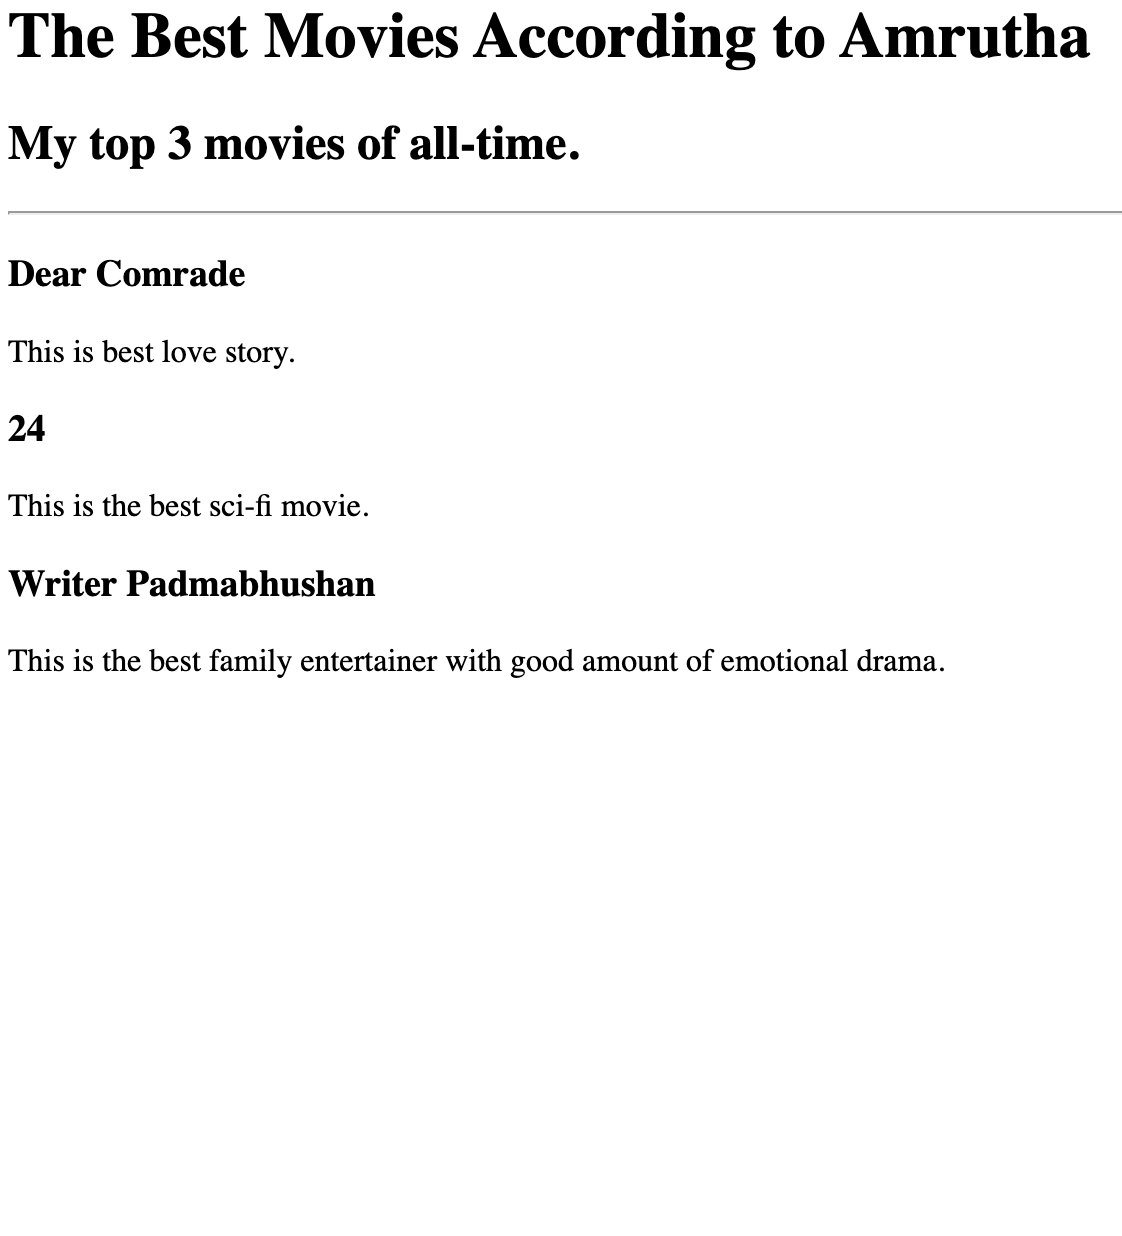 The Best Movies According to Amrutha
My top 3 movies of all-time.
Dear Comrade
This is best love story.
24
This is the best sci-fi movie.
Writer Padmabhushan
This is the best family entertainer with good amount of emotional drama.